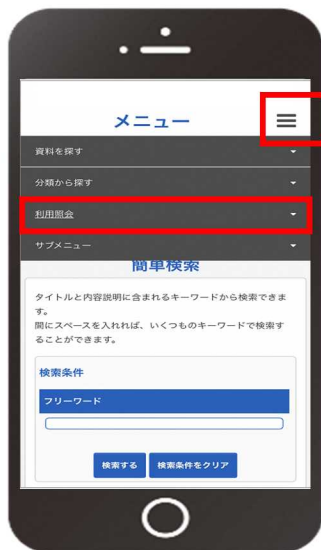 メニュー
資料を探す
分類から探す
利用照会
サブメニュー
簡単検索
タイトルと内容説明に含まれるキーワードから検索できま
す。
間にスペースを入れれば、いくつものキーワードで検索す
ることができます。
検索条件
フリーワード
検索する 検索条件をクリア